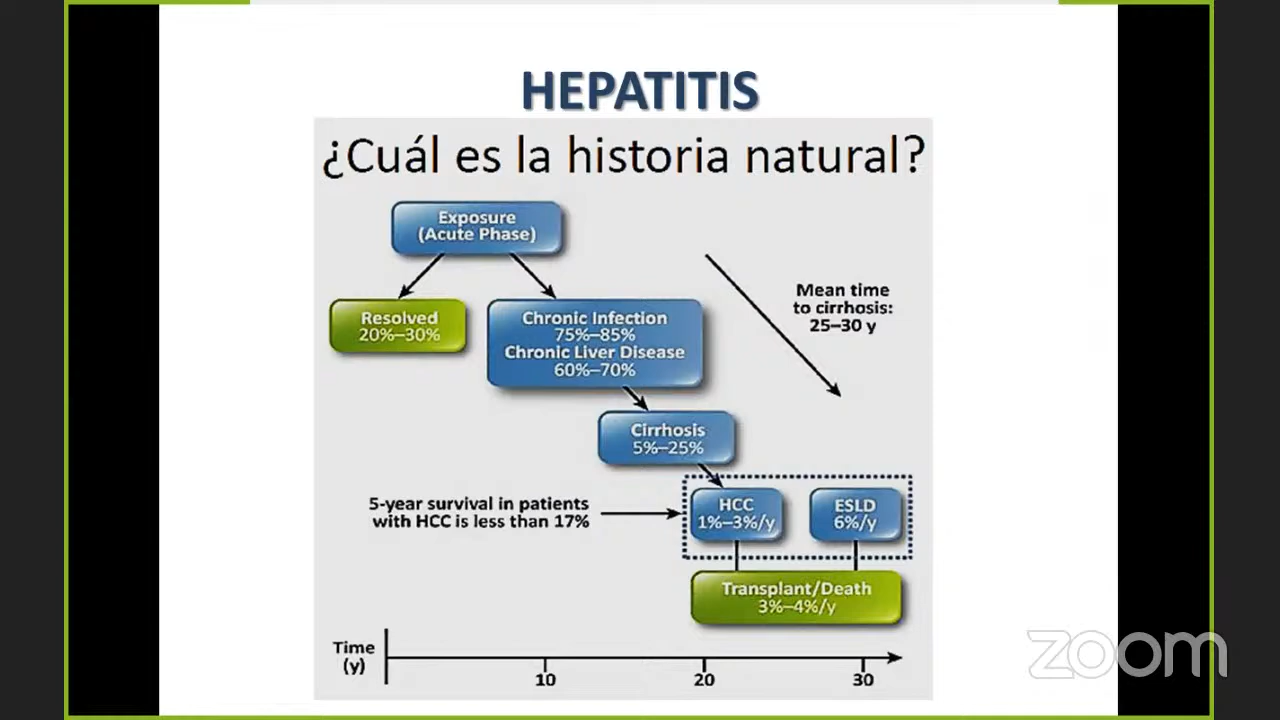 HEPATITIS
¿Cuál es la historia natural?
Exposure
(Acute Phase)
Resolved
20%–30%
Chronic Infection
75%–85%
Chronic Liver Disease
60%–70%
Mean time
to cirrhosis:
25–30 y
Cirrhosis
5%–25%
5-year survival in patients
with HCC is less than 17%
HCC
1%–3%/y
ESLD
6%/y
Transplant/Death
3%–4%/y
Time
(y)
10
20
30
zoom